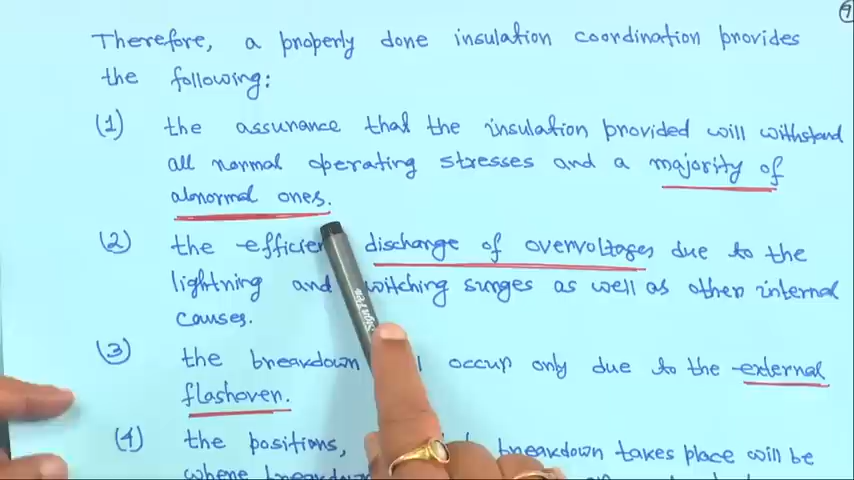 9
Therefore, a properly done insulation coordination provides
the following:
(1) the assurance that the insulation provided will withstand
all normal operating stresses and a majority of
abnormal ones.
(2) the efficien discharge of overvoltages due to the
lightning and witching surges as well as other internal
causes.
(3) the breakdown occur only due to the external
flashover.
(4) the positions, breakdown takes place will be
where breakdown